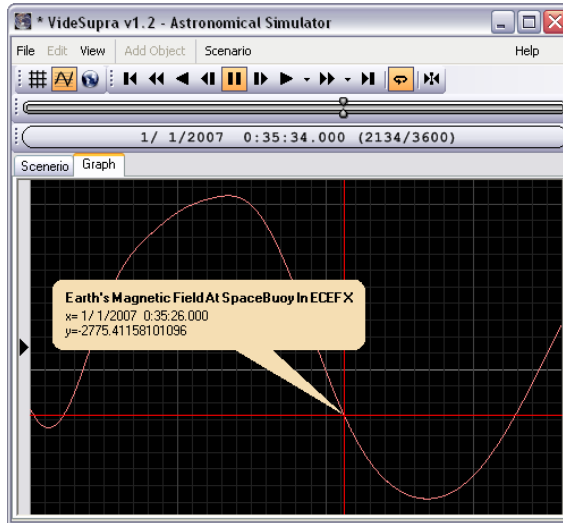 * VideSupra v1.2 - Astronomical Simulator
File Edit View Add Object Scenario Help
1/ 1/2007 0:35:34.000 (2134/3600)
Scenerio Graph
Earth's Magnetic Field At SpaceBuoy In ECEF X
x= 1/ 1/2007 0:35:26.000
y=-2775.41158101096